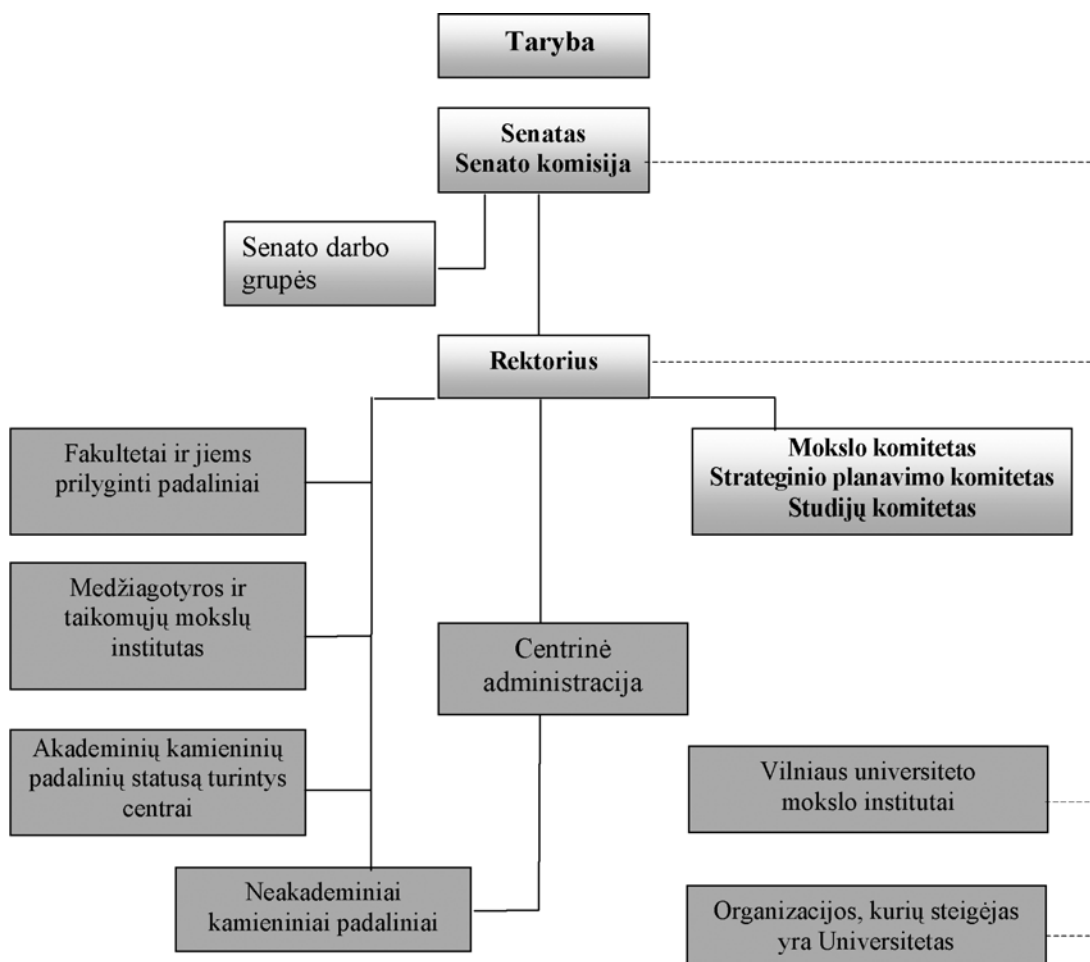 Taryba
Senatas
Senato komisija
Senato darbo
grupės
Rektorius
Fakultetai ir jiems
prilyginti padaliniai
Mokslo komitetas
Strateginio planavimo komitetas
Studijų komitetas
Medžiagotyros ir
taikomųjų mokslų
institutas
Centrinė
administracija
Akademinių kamieninių
padalinių statusą turintys
centrai
Vilniaus universiteto
mokslo institutai
Neakademiniai
kamieniniai padaliniai
Organizacijos, kurių steigėjas
yra Universitetas